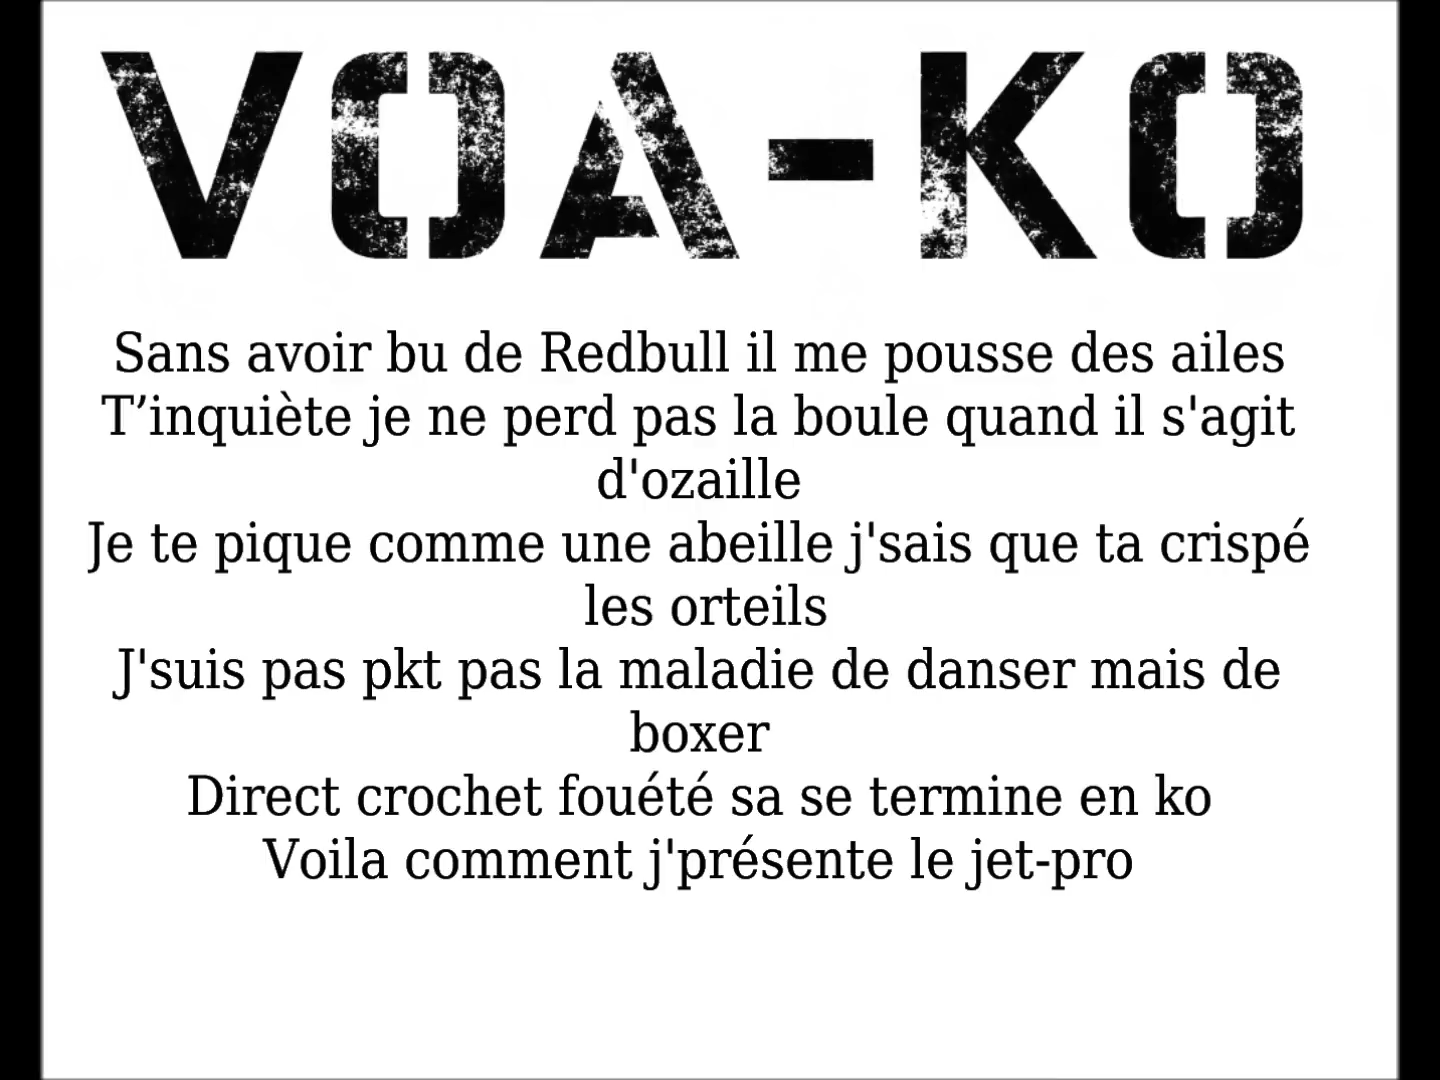 VOA-KO
Sans avoir bu de Redbull il me pousse des ailes
T’inquiète je ne perd pas la boule quand il s'agit
d'ozaille
Je te pique comme une abeille j'sais que ta crispé
les orteils
J'suis pas pkt pas la maladie de danser mais de
boxer
Direct crochet fouété sa se termine en ko
Voila comment j'présente le jet-pro